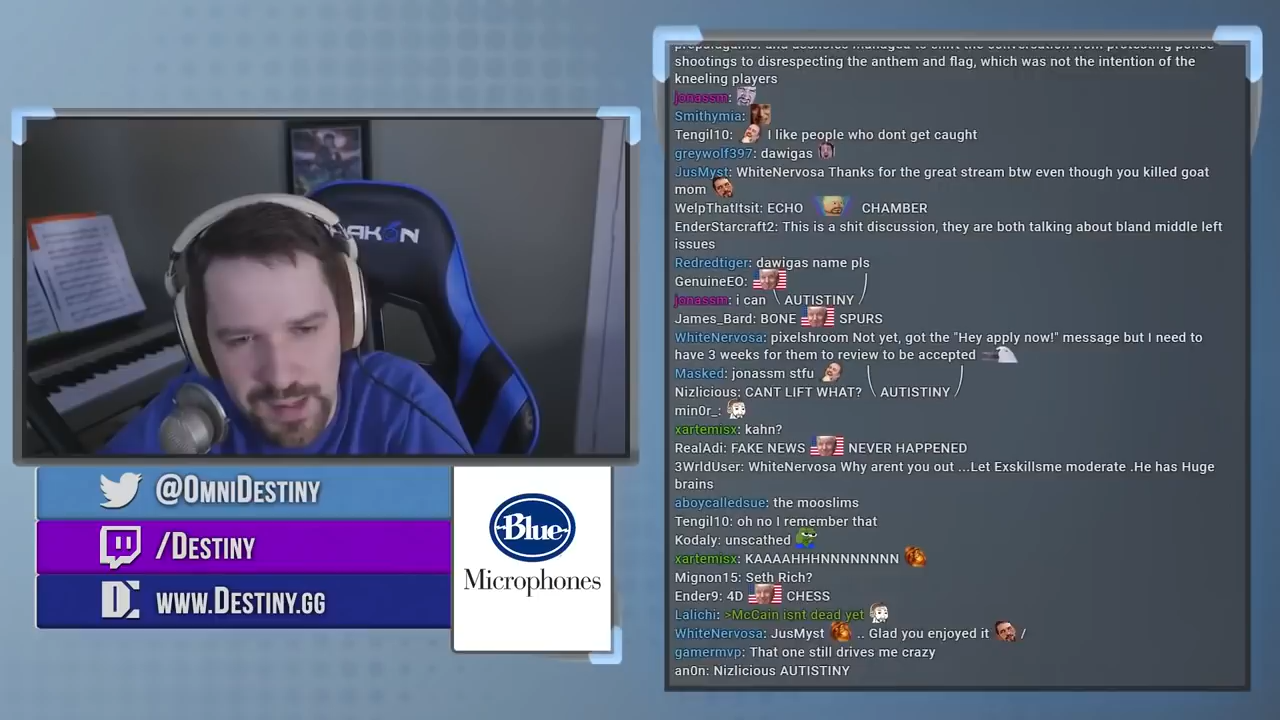 shootings to disrespecting the anthem and flag, which was not the intention of the
kneeling players
jonassm:
Smithymia:
Tengil10: I like people who dont get caught
greywolf397: dawigas
JusMyst: WhiteNervosa Thanks for the great stream btw even though you killed goat
mom
WelpThatItsit: ECHO CHAMBER
EnderStarcraft2: This is a shit discussion, they are both talking about bland middle left
issues
Redredtiger: dawigas name pls
GenuineEO:
jonassm: i can \ AUTISTINY /
James_Bard: BONE SPURS
WhiteNervosa: pixelshroom Not yet, got the "Hey apply now!" message but I need to
have 3 weeks for them to review to be accepted
Masked: jonassm stfu
Nizlicious: CANT LIFT WHAT? \ AUTISTINY /
min0r_:
xartemisx: kahn?
RealAdi: FAKE NEWS NEVER HAPPENED
3WrldUser: WhiteNervosa Why arent you out ...Let Exskillsme moderate .He has Huge
brains
aboycalledsue: the mooslims
Tengil10: oh no I remember that
Kodaly: unscathed
xartemisx: KAAAAHHHNNNNNNNN
Mignon15: Seth Rich?
Ender9: 4D CHESS
Lalichi: >McCain isnt dead yet
WhiteNervosa: JusMyst .. Glad you enjoyed it /
gamermvp: That one still drives me crazy
an0n: Nizlicious AUTISTINY
@OmniDestiny
/Destiny
www.Destiny.gg
Blue
Microphones